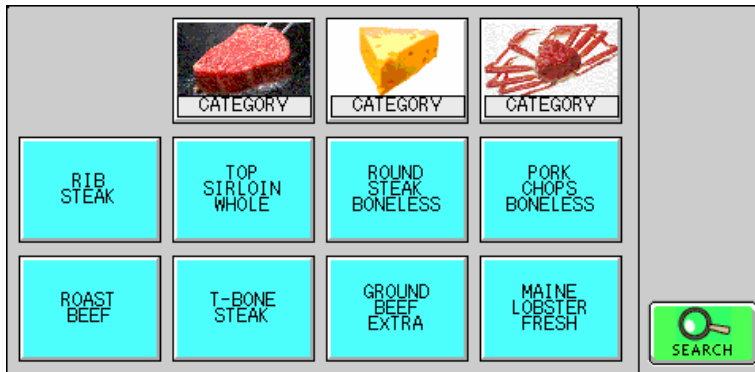 CATEGORY
CATEGORY
CATEGORY
RIB
STEAK
TOP
SIRLOIN
WHOLE
ROUND
STEAK
BONELESS
PORK
CHOPS
BONELESS
ROAST
BEEF
T-BONE
STEAK
GROUND
BEEF
EXTRA
MAINE
LOBSTER
FRESH
SEARCH